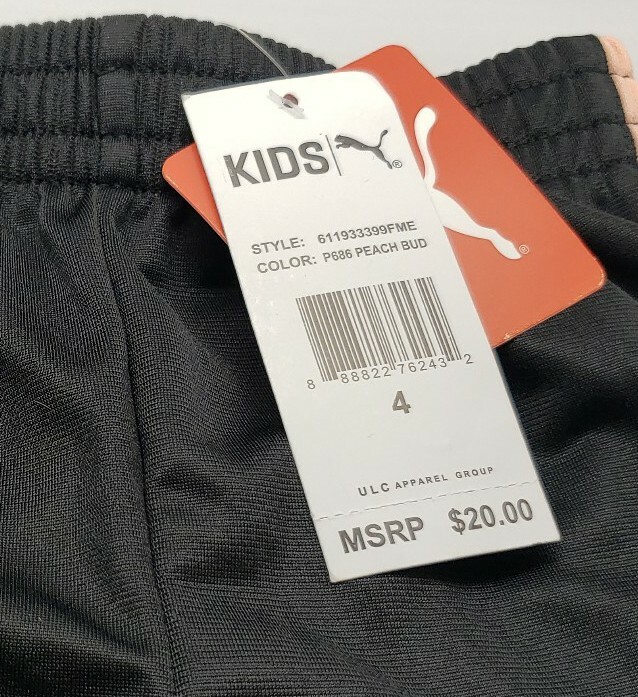 KIDS ®
STYLE: 611933399FME
COLOR: P686 PEACH BUD
8 88822 76243 2
4
ULC APPAREL GROUP
MSRP $20.00
®